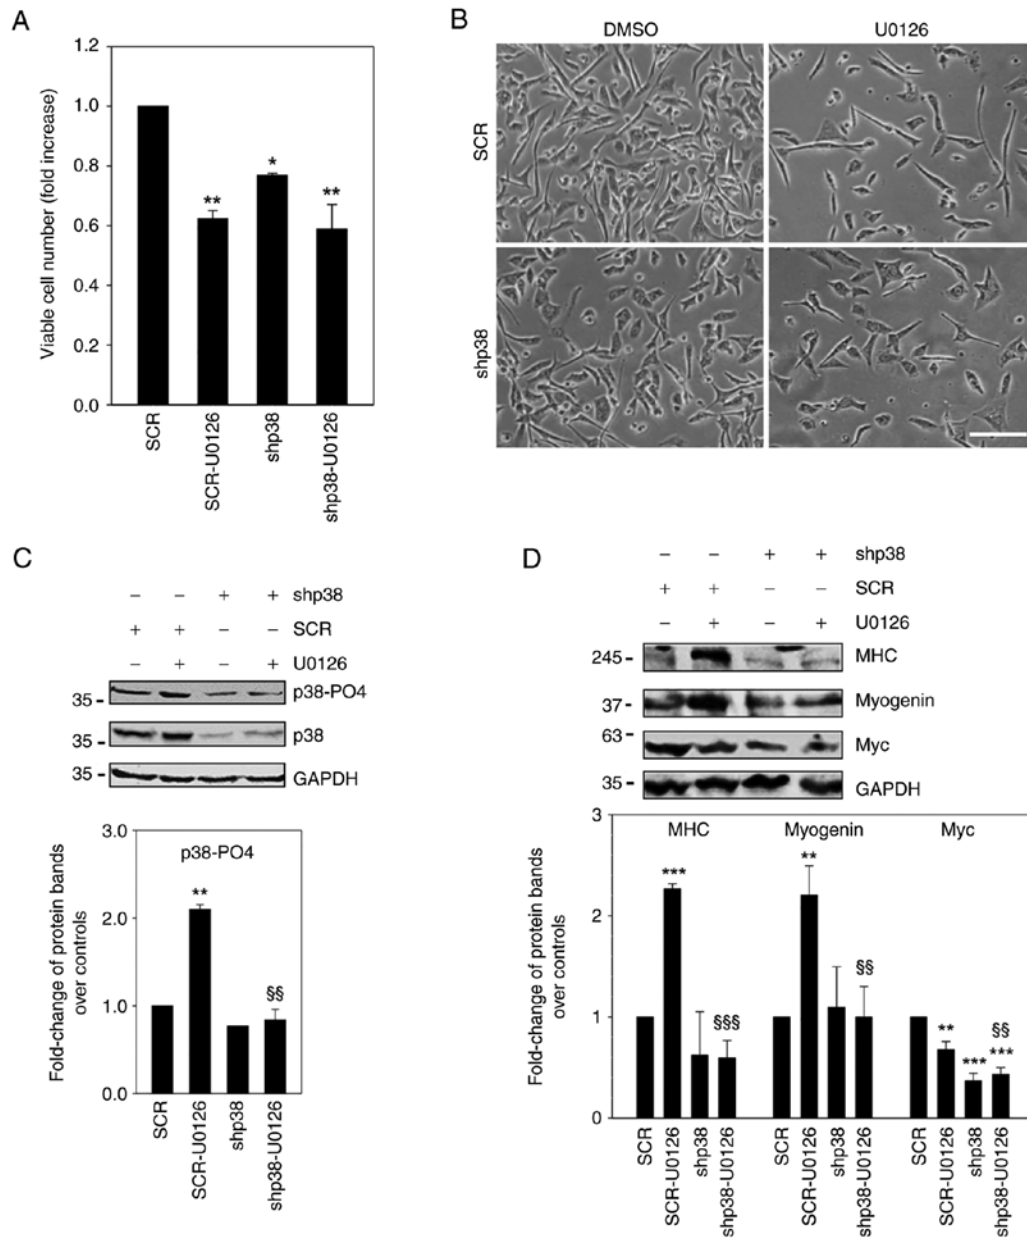 A
1.2
1.0
0.8
0.6
0.4
0.2
0.0
Viable cell number (fold increase)
**
*
**
SCR
SCR-U0126
shp38
shp38-U0126
B
DMSO
U0126
SCR
shp38
C
– – + + shp38
+ + – – SCR
– + – + U0126
35 – p38-PO4
35 – p38
35 – GAPDH
3.0
2.0
1.0
0.0
Fold-change of protein bands
over controls
p38-PO4
**
§§
SCR
SCR-U0126
shp38
shp38-U0126
D
– – + + shp38
+ + – – SCR
– + – + U0126
245 – MHC
37 – Myogenin
63 –
Myc
35 – GAPDH
3
2
1
0
Fold-change of protein bands
over controls
MHC Myogenin Myc
***
§§§
**
§§
**
***
§§
***
SCR
SCR-U0126
shp38
shp38-U0126
SCR
SCR-U0126
shp38
shp38-U0126
SCR
SCR-U0126
shp38
shp38-U0126